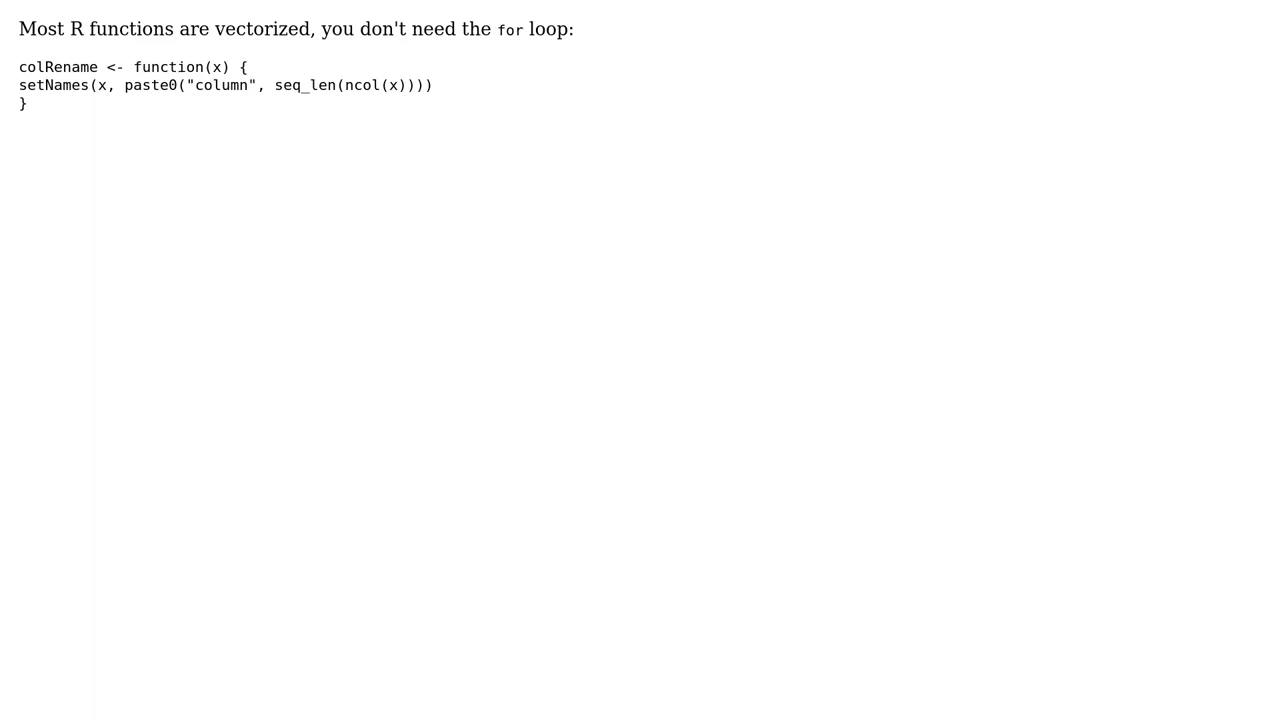 Most R functions are vectorized, you don't need the for loop:
colRename <- function(x) {
setNames(x, paste0("column", seq_len(ncol(x))))
}